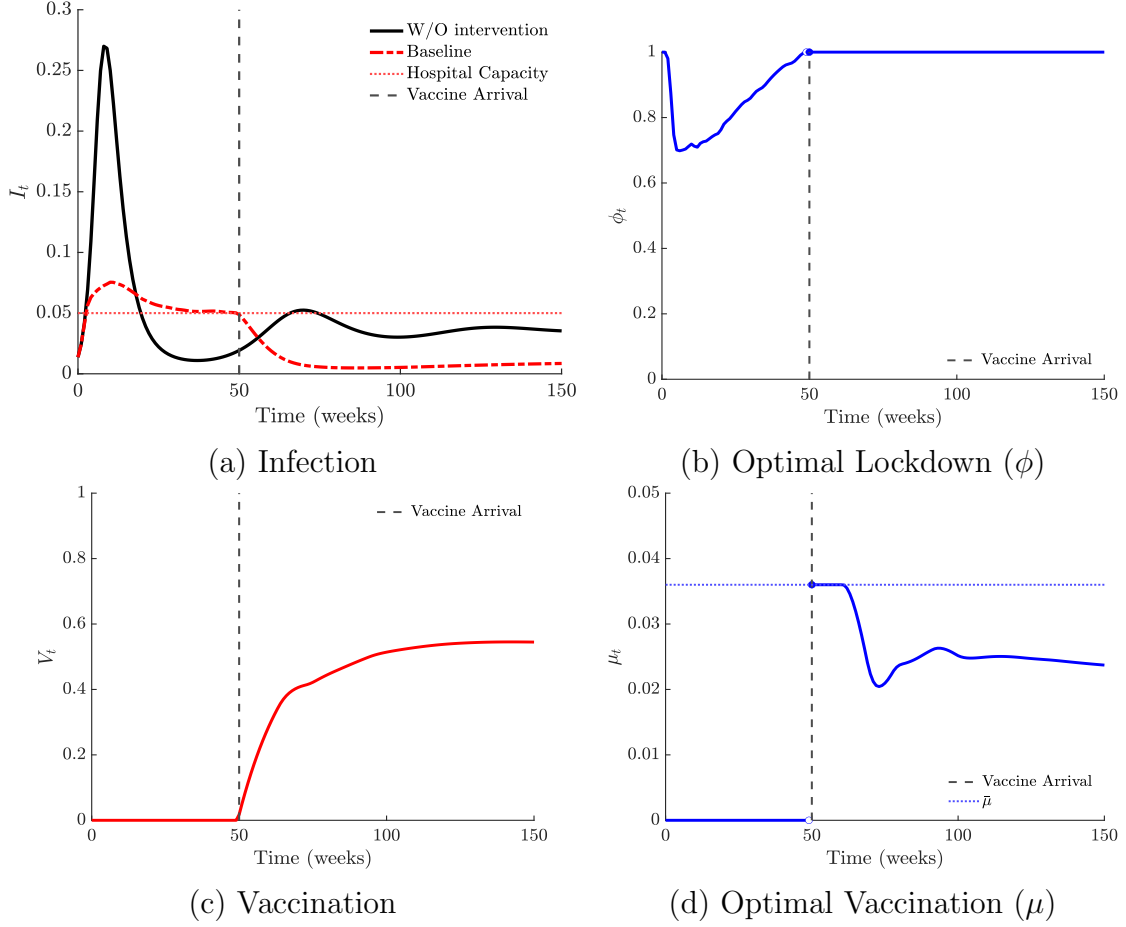 W/O intervention
Baseline
Hospital Capacity
Vaccine Arrival
0.3
0.25
0.2
0.15
0.1
0.05
0
I_t
0
50
100
150
Time (weeks)
(a) Infection
1
0.8
0.6
0.4
0.2
0
ϕ_t
Vaccine Arrival
0
50
100
150
Time (weeks)
(b) Optimal Lockdown (ϕ)
1
0.8
0.6
0.4
0.2
0
V_t
Vaccine Arrival
0
50
100
150
Time (weeks)
(c) Vaccination
0.05
0.04
0.03
0.02
0.01
0
μ_t
Vaccine Arrival
μ̄
0
50
100
150
Time (weeks)
(d) Optimal Vaccination (μ)